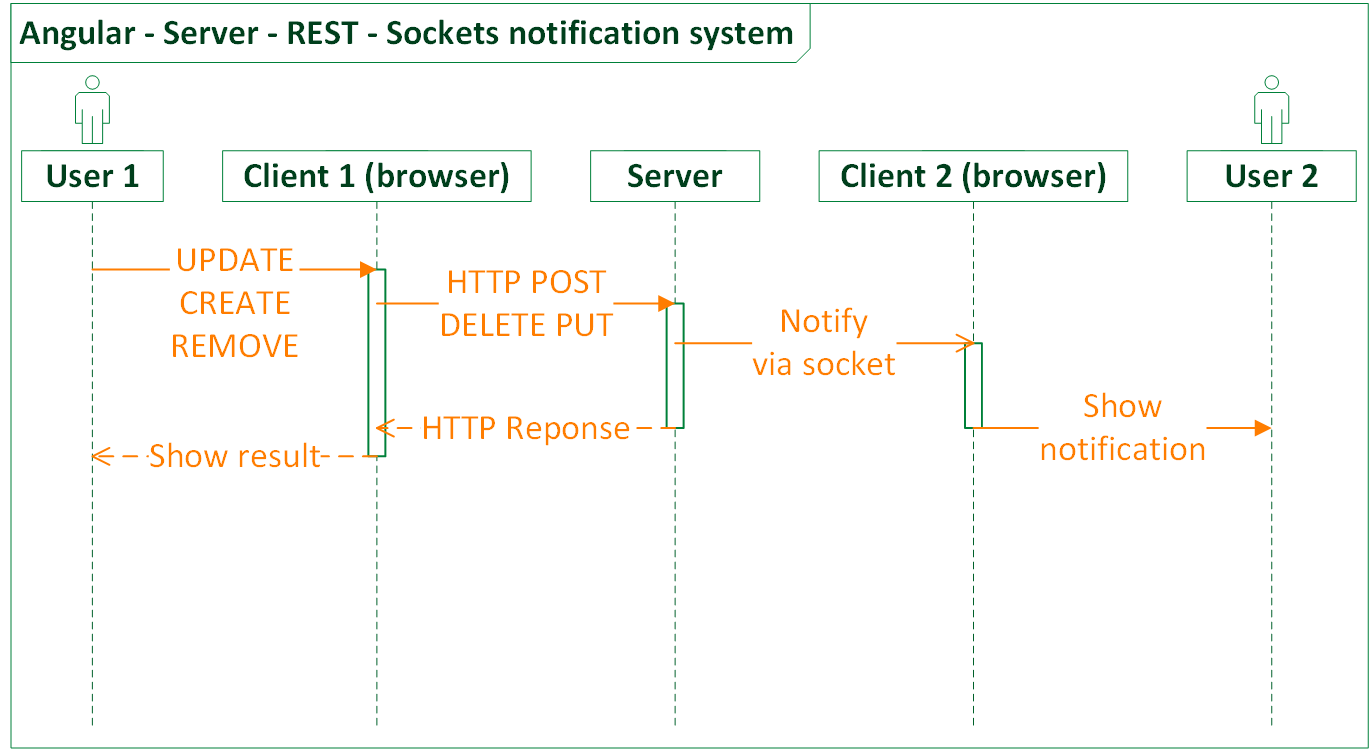 Angular - Server - REST - Sockets notification system
User 1
Client 1 (browser)
Server
Client 2 (browser)
User 2
UPDATE
CREATE
REMOVE
HTTP POST
DELETE PUT
Notify
via socket
Show
notification
HTTP Reponse
Show result